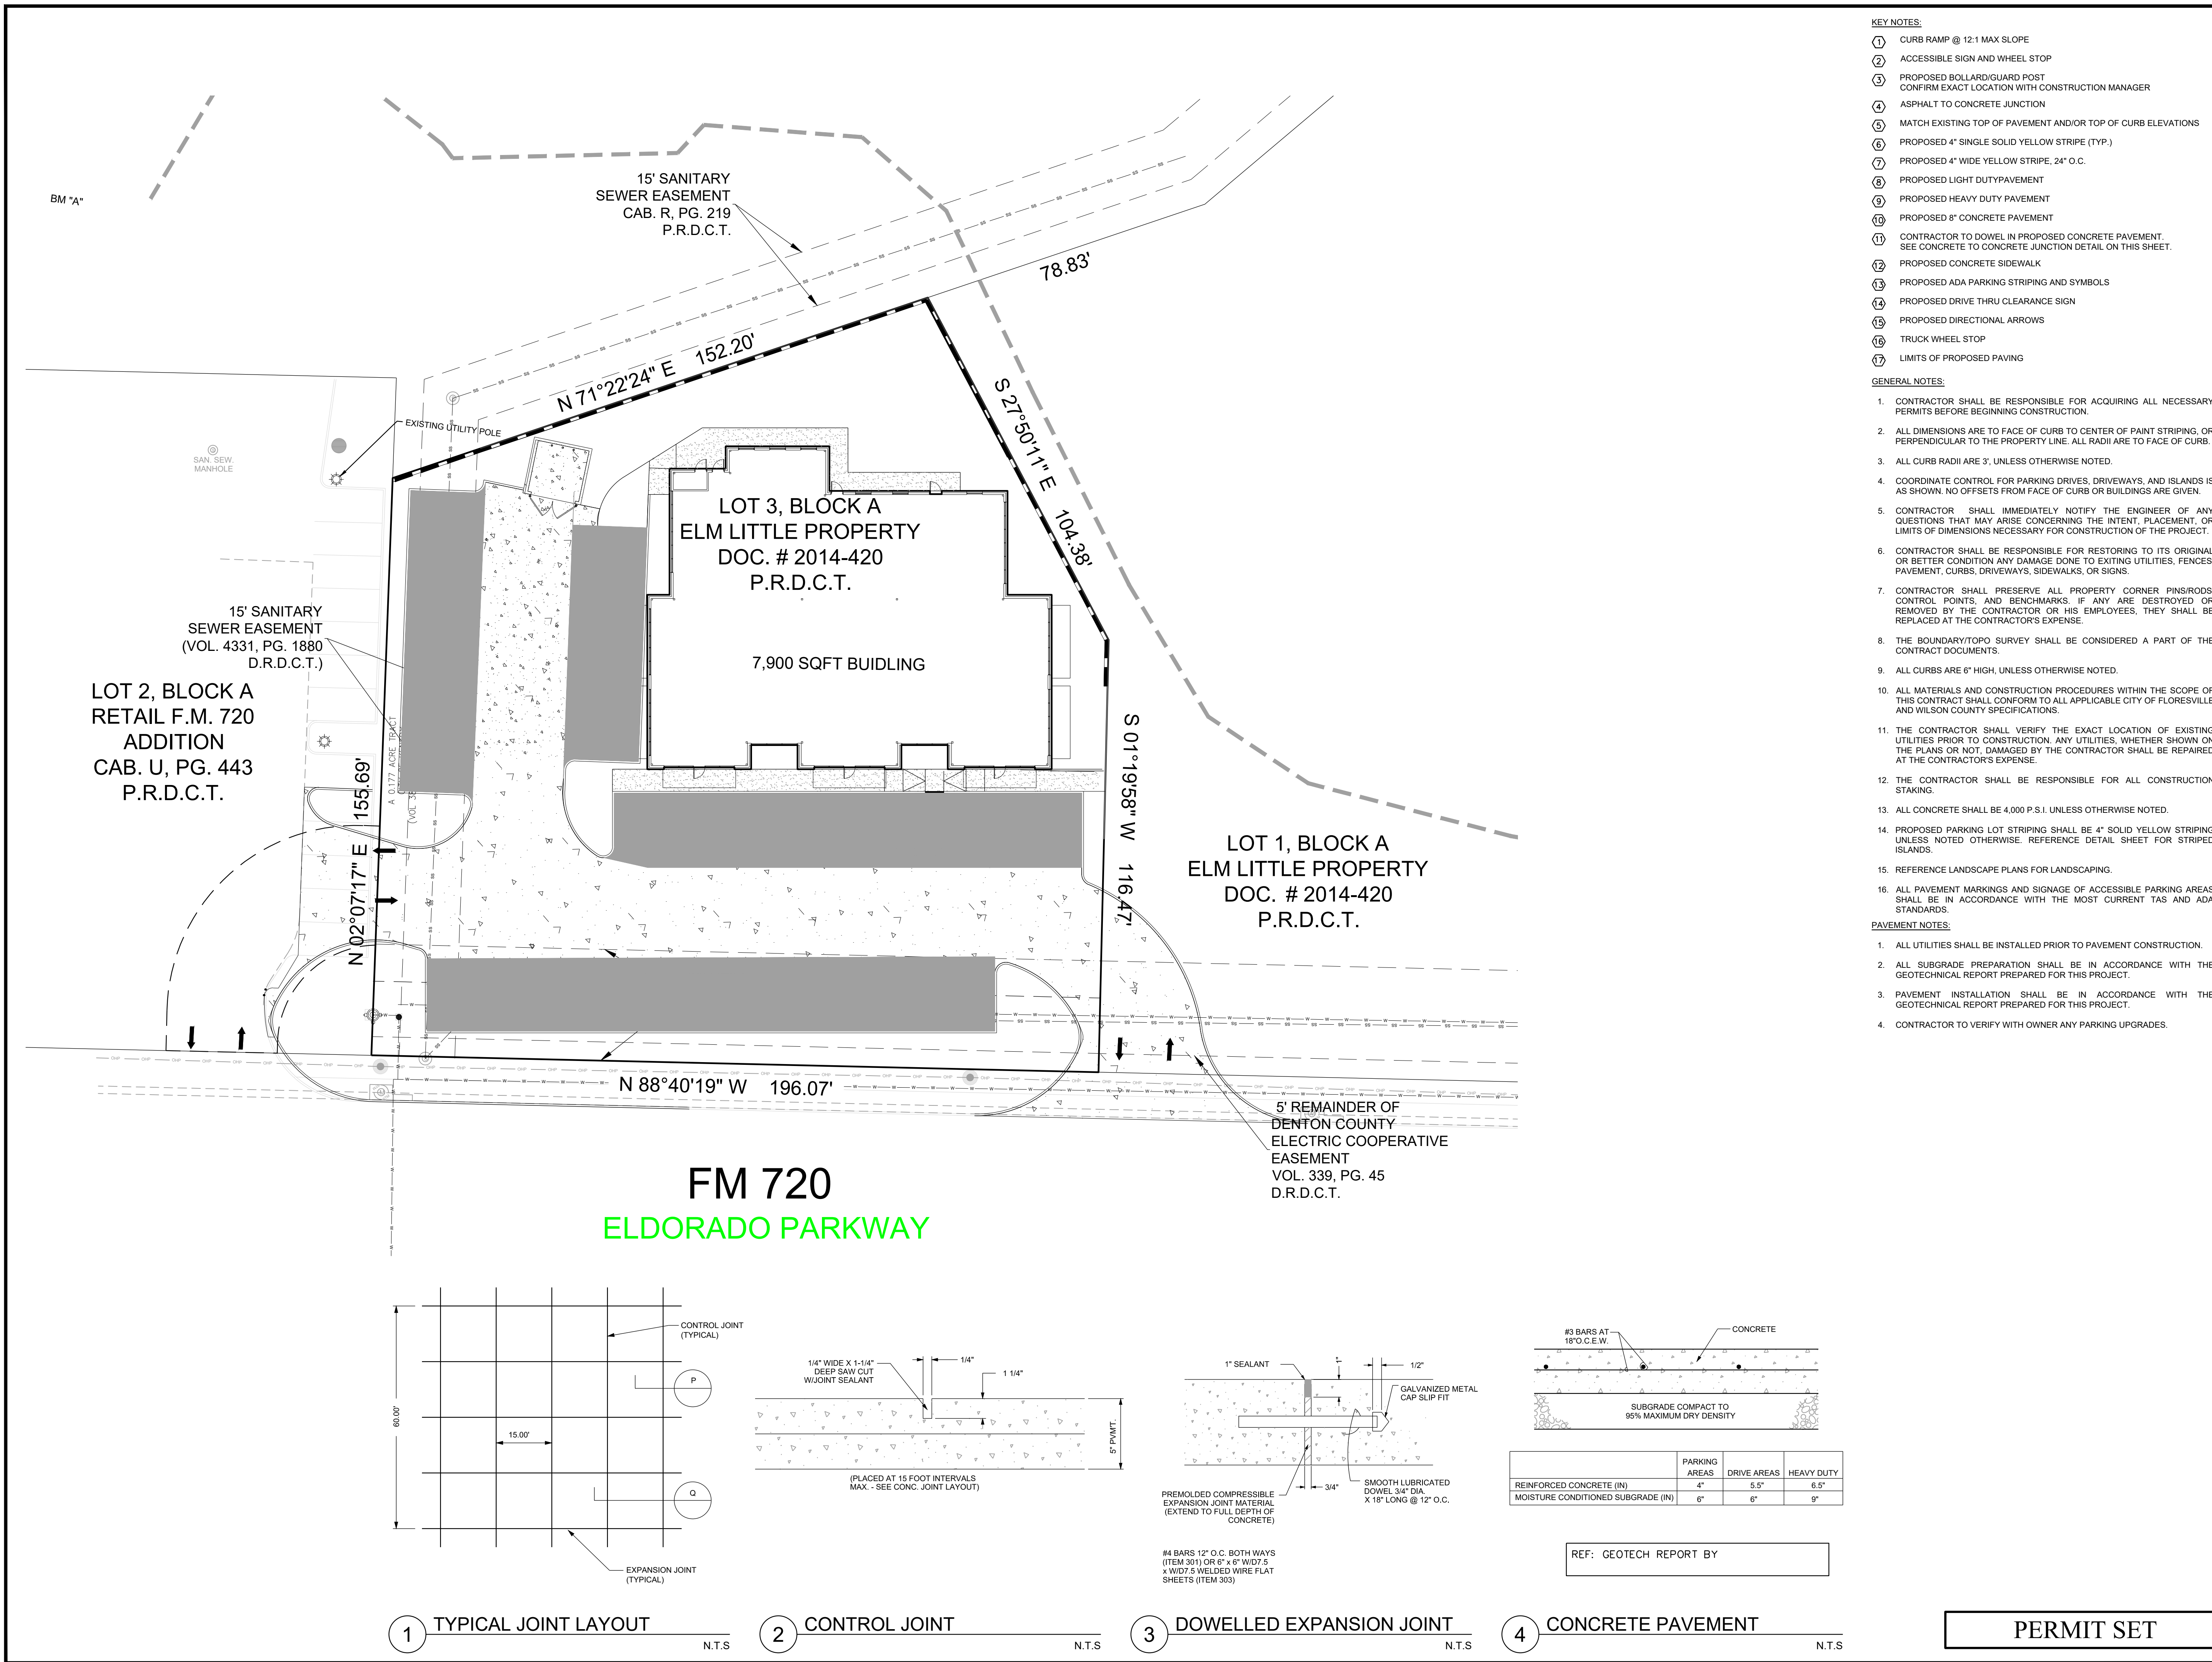 KEY NOTES:
1 CURB RAMP @ 12:1 MAX SLOPE
2 ACCESSIBLE SIGN AND WHEEL STOP
3 PROPOSED BOLLARD/GUARD POST
CONFIRM EXACT LOCATION WITH CONSTRUCTION MANAGER
4 ASPHALT TO CONCRETE JUNCTION
5 MATCH EXISTING TOP OF PAVEMENT AND/OR TOP OF CURB ELEVATIONS
6 PROPOSED 4" SINGLE SOLID YELLOW STRIPE (TYP.)
7 PROPOSED 4" WIDE YELLOW STRIPE, 24" O.C.
8 PROPOSED LIGHT DUTYPAVEMENT
9 PROPOSED HEAVY DUTY PAVEMENT
10 PROPOSED 8" CONCRETE PAVEMENT
11 CONTRACTOR TO DOWEL IN PROPOSED CONCRETE PAVEMENT.
SEE CONCRETE TO CONCRETE JUNCTION DETAIL ON THIS SHEET.
12 PROPOSED CONCRETE SIDEWALK
13 PROPOSED ADA PARKING STRIPING AND SYMBOLS
14 PROPOSED DRIVE THRU CLEARANCE SIGN
15 PROPOSED DIRECTIONAL ARROWS
16 TRUCK WHEEL STOP
17 LIMITS OF PROPOSED PAVING
GENERAL NOTES:
1. CONTRACTOR SHALL BE RESPONSIBLE FOR ACQUIRING ALL NECESSARY
PERMITS BEFORE BEGINNING CONSTRUCTION.
2. ALL DIMENSIONS ARE TO FACE OF CURB TO CENTER OF PAINT STRIPING, OR
PERPENDICULAR TO THE PROPERTY LINE. ALL RADII ARE TO FACE OF CURB.
3. ALL CURB RADII ARE 3', UNLESS OTHERWISE NOTED.
4. COORDINATE CONTROL FOR PARKING DRIVES, DRIVEWAYS, AND ISLANDS IS
AS SHOWN. NO OFFSETS FROM FACE OF CURB OR BUILDINGS ARE GIVEN.
5. CONTRACTOR SHALL IMMEDIATELY NOTIFY THE ENGINEER OF ANY
QUESTIONS THAT MAY ARISE CONCERNING THE INTENT, PLACEMENT, OR
LIMITS OF DIMENSIONS NECESSARY FOR CONSTRUCTION OF THE PROJECT.
6. CONTRACTOR SHALL BE RESPONSIBLE FOR RESTORING TO ITS ORIGINAL
OR BETTER CONDITION ANY DAMAGE DONE TO EXITING UTILITIES, FENCES
PAVEMENT, CURBS, DRIVEWAYS, SIDEWALKS, OR SIGNS.
7. CONTRACTOR SHALL PRESERVE ALL PROPERTY CORNER PINS/RODS
CONTROL POINTS, AND BENCHMARKS. IF ANY ARE DESTROYED OR
REMOVED BY THE CONTRACTOR OR HIS EMPLOYEES, THEY SHALL BE
REPLACED AT THE CONTRACTOR'S EXPENSE.
8. THE BOUNDARY/TOPO SURVEY SHALL BE CONSIDERED A PART OF THE
CONTRACT DOCUMENTS.
9. ALL CURBS ARE 6" HIGH, UNLESS OTHERWISE NOTED.
10. ALL MATERIALS AND CONSTRUCTION PROCEDURES WITHIN THE SCOPE OF
THIS CONTRACT SHALL CONFORM TO ALL APPLICABLE CITY OF FLORESVILLE
AND WILSON COUNTY SPECIFICATIONS.
11. THE CONTRACTOR SHALL VERIFY THE EXACT LOCATION OF EXISTING
UTILITIES PRIOR TO CONSTRUCTION. ANY UTILITIES, WHETHER SHOWN ON
THE PLANS OR NOT, DAMAGED BY THE CONTRACTOR SHALL BE REPAIRED
AT THE CONTRACTOR'S EXPENSE.
12. THE CONTRACTOR SHALL BE RESPONSIBLE FOR ALL CONSTRUCTION
STAKING.
13. ALL CONCRETE SHALL BE 4,000 P.S.I. UNLESS OTHERWISE NOTED.
14. PROPOSED PARKING LOT STRIPING SHALL BE 4" SOLID YELLOW STRIPING
UNLESS NOTED OTHERWISE. REFERENCE DETAIL SHEET FOR STRIPED
ISLANDS.
15. REFERENCE LANDSCAPE PLANS FOR LANDSCAPING.
16. ALL PAVEMENT MARKINGS AND SIGNAGE OF ACCESSIBLE PARKING AREAS
SHALL BE IN ACCORDANCE WITH THE MOST CURRENT TAS AND ADA
STANDARDS.
PAVEMENT NOTES:
1. ALL UTILITIES SHALL BE INSTALLED PRIOR TO PAVEMENT CONSTRUCTION.
2. ALL SUBGRADE PREPARATION SHALL BE IN ACCORDANCE WITH THE
GEOTECHNICAL REPORT PREPARED FOR THIS PROJECT.
3. PAVEMENT INSTALLATION SHALL BE IN ACCORDANCE WITH THE
GEOTECHNICAL REPORT PREPARED FOR THIS PROJECT.
4. CONTRACTOR TO VERIFY WITH OWNER ANY PARKING UPGRADES.
BM "A"
15' SANITARY
SEWER EASEMENT
CAB. R, PG. 219
P.R.D.C.T.
78.83'
N 71°22'24" E 152.20'
S 27°50'11" E 104.38'
EXISTING UTILITY POLE
SAN. SEW.
MANHOLE
LOT 3, BLOCK A
ELM LITTLE PROPERTY
DOC. # 2014-420
P.R.D.C.T.
7,900 SQFT BUIDLING
15' SANITARY
SEWER EASEMENT
(VOL. 4331, PG. 1880
D.R.D.C.T.)
LOT 2, BLOCK A
RETAIL F.M. 720
ADDITION
CAB. U, PG. 443
P.R.D.C.T.
A 0.177 ACRE TRACT
(VOL
N 02°07'17" E 155.69'
S 01°19'58" W 116.47'
LOT 1, BLOCK A
ELM LITTLE PROPERTY
DOC. # 2014-420
P.R.D.C.T.
N 88°40'19" W 196.07'
5' REMAINDER OF
DENTON COUNTY
ELECTRIC COOPERATIVE
EASEMENT
VOL. 339, PG. 45
D.R.D.C.T.
FM 720
ELDORADO PARKWAY
CONTROL JOINT
(TYPICAL)
P
60.00'
15.00'
Q
EXPANSION JOINT
(TYPICAL)
1 TYPICAL JOINT LAYOUT
N.T.S
1/4" WIDE X 1-1/4"
DEEP SAW CUT
W/JOINT SEALANT
1/4"
1 1/4"
5" PVM'T.
(PLACED AT 15 FOOT INTERVALS
MAX. - SEE CONC. JOINT LAYOUT)
2 CONTROL JOINT
N.T.S
1" SEALANT
1"
1/2"
GALVANIZED METAL
CAP SLIP FIT
PREMOLDED COMPRESSIBLE
EXPANSION JOINT MATERIAL
(EXTEND TO FULL DEPTH OF
CONCRETE)
3/4"
SMOOTH LUBRICATED
DOWEL 3/4" DIA.
X 18" LONG @ 12" O.C.
#4 BARS 12" O.C. BOTH WAYS
(ITEM 301) OR 6" x 6" W/D7.5
x W/D7.5 WELDED WIRE FLAT
SHEETS (ITEM 303)
3 DOWELLED EXPANSION JOINT
N.T.S
#3 BARS AT
18"O.C.E.W.
CONCRETE
SUBGRADE COMPACT TO
95% MAXIMUM DRY DENSITY
PARKING
AREAS DRIVE AREAS HEAVY DUTY
REINFORCED CONCRETE (IN) 4" 5.5" 6.5"
MOISTURE CONDITIONED SUBGRADE (IN) 6" 6" 9"
REF: GEOTECH REPORT BY
4 CONCRETE PAVEMENT
N.T.S
PERMIT SET